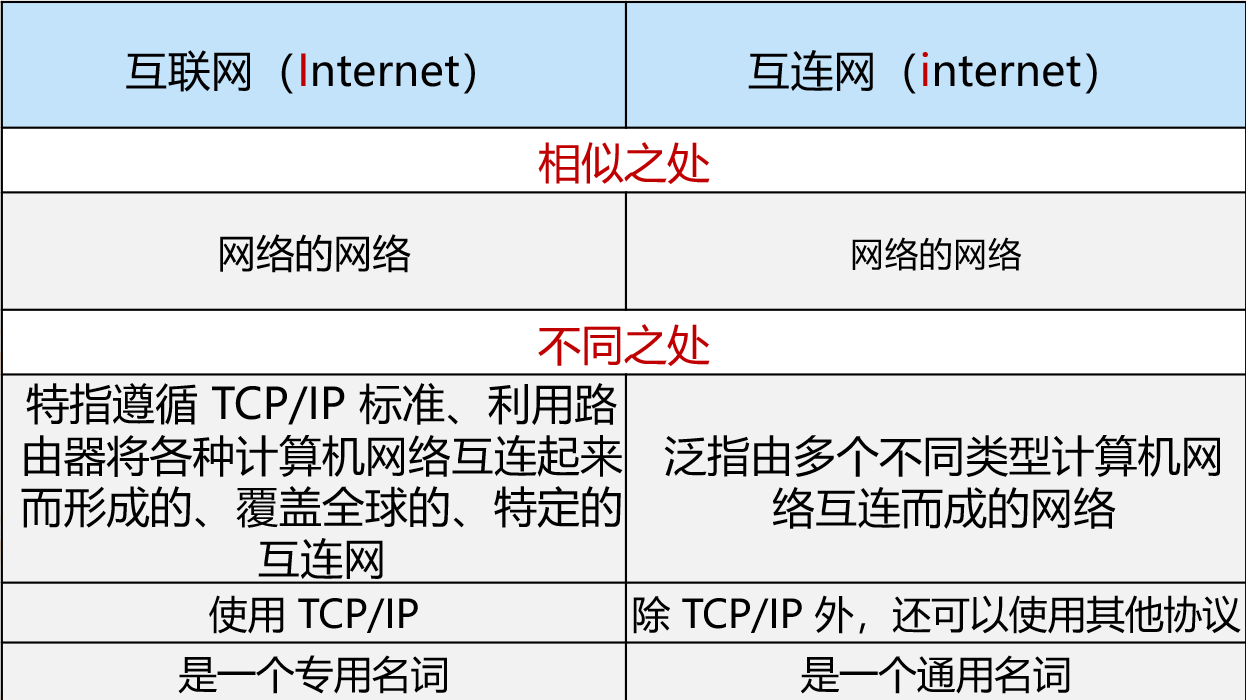 互联网（Internet）
互连网（internet）
相似之处
网络的网络
网络的网络
不同之处
特指遵循 TCP/IP 标准、利用路
由器将各种计算机网络互连起来
而形成的、覆盖全球的、特定的
互连网
泛指由多个不同类型计算机网
络互连而成的网络
使用 TCP/IP
除 TCP/IP 外，还可以使用其他协议
是一个专用名词
是一个通用名词